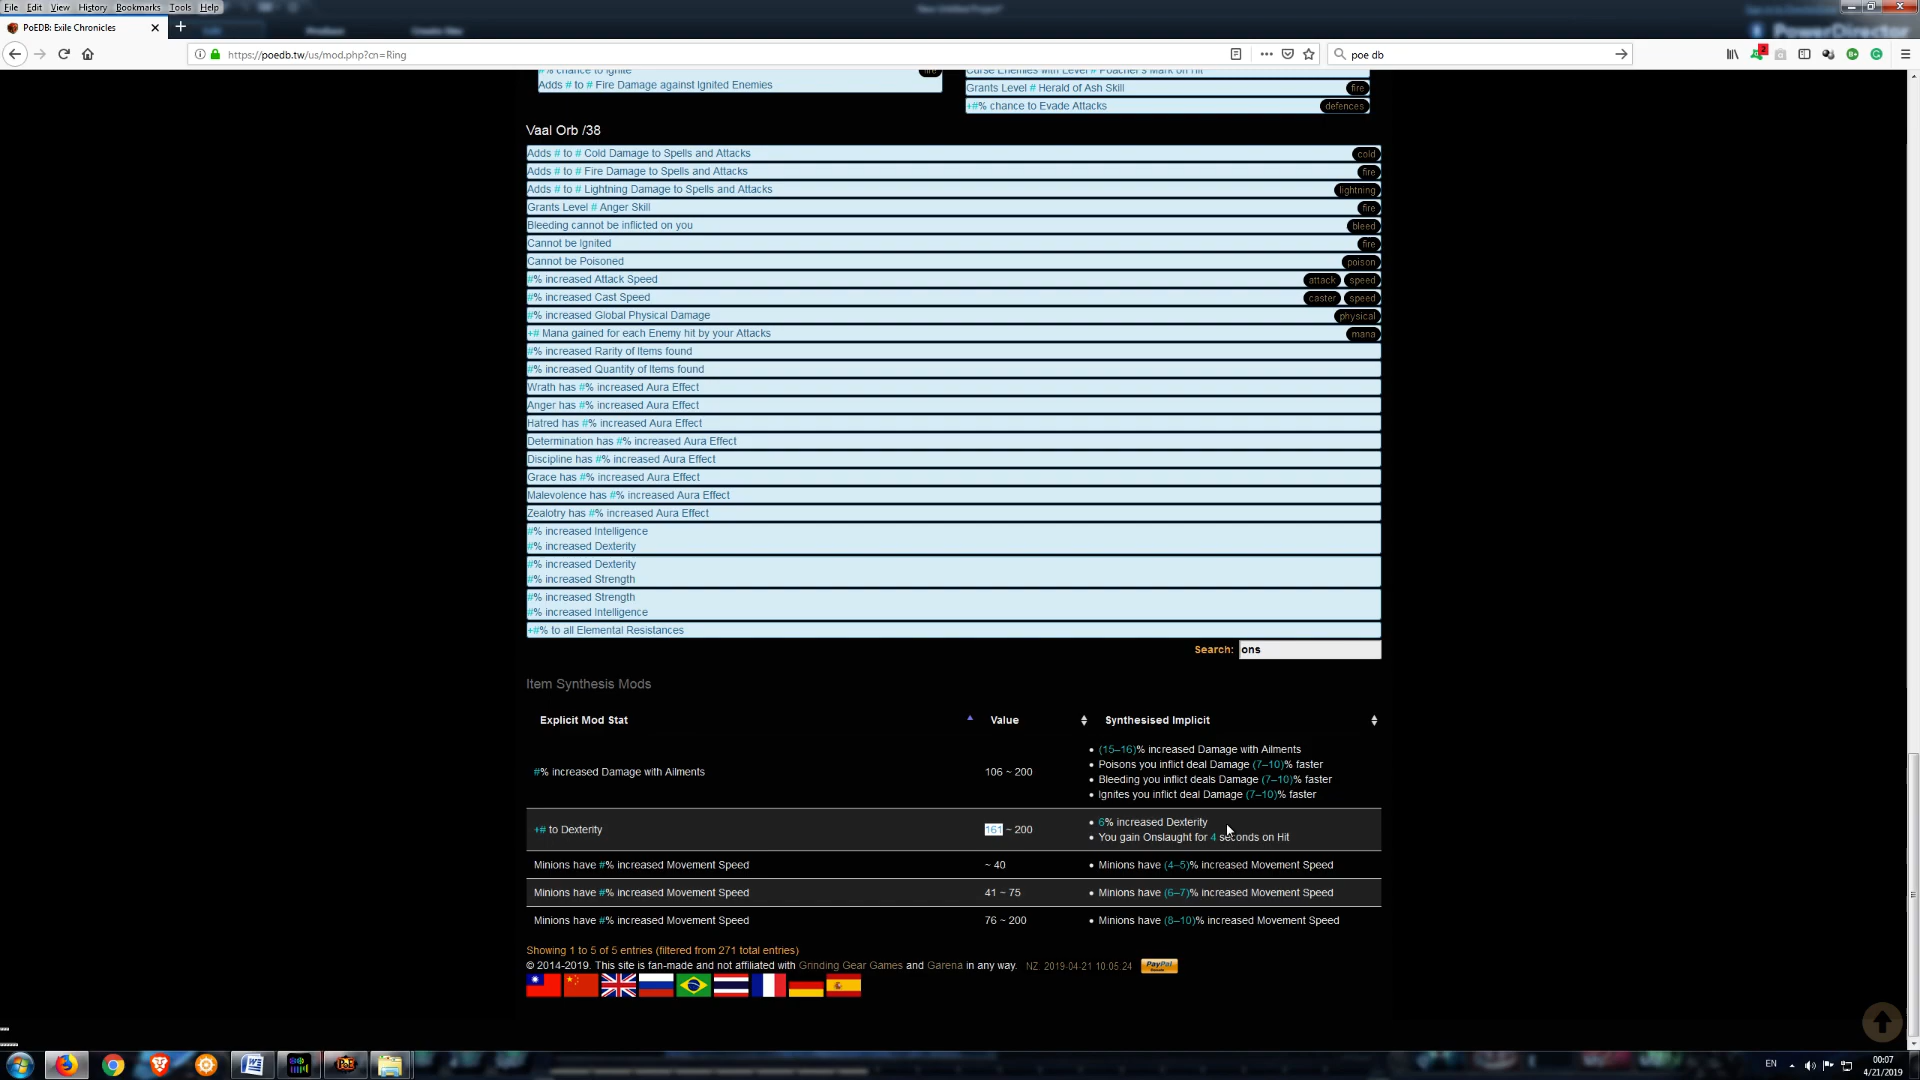 File Edit View History Bookmarks Tools Help
PoEDB: Exile Chronicles
https://poedb.tw/us/mod.php?cn=Ring
poe db
PowerDirector
#% chance to Ignite fire
Adds # to # Fire Damage against Ignited Enemies
Curse Enemies with Level # Poacher's Mark on Hit
Grants Level # Herald of Ash Skill fire
+#% chance to Evade Attacks defences
Vaal Orb /38
Adds # to # Cold Damage to Spells and Attacks cold
Adds # to # Fire Damage to Spells and Attacks fire
Adds # to # Lightning Damage to Spells and Attacks lightning
Grants Level # Anger Skill fire
Bleeding cannot be inflicted on you bleed
Cannot be Ignited fire
Cannot be Poisoned poison
#% increased Attack Speed attack speed
#% increased Cast Speed caster speed
#% increased Global Physical Damage physical
+# Mana gained for each Enemy hit by your Attacks mana
#% increased Rarity of Items found
#% increased Quantity of Items found
Wrath has #% increased Aura Effect
Anger has #% increased Aura Effect
Hatred has #% increased Aura Effect
Determination has #% increased Aura Effect
Discipline has #% increased Aura Effect
Grace has #% increased Aura Effect
Malevolence has #% increased Aura Effect
Zealotry has #% increased Aura Effect
#% increased Intelligence
#% increased Dexterity
#% increased Dexterity
#% increased Strength
#% increased Strength
#% increased Intelligence
+#% to all Elemental Resistances
Search: ons
Item Synthesis Mods
Explicit Mod Stat Value Synthesised Implicit
#% increased Damage with Ailments 106 ~ 200
• (15–16)% increased Damage with Ailments
• Poisons you inflict deal Damage (7–10)% faster
• Bleeding you inflict deals Damage (7–10)% faster
• Ignites you inflict deal Damage (7–10)% faster
+# to Dexterity 161 ~ 200
• 6% increased Dexterity
• You gain Onslaught for 4 seconds on Hit
Minions have #% increased Movement Speed ~ 40 • Minions have (4–5)% increased Movement Speed
Minions have #% increased Movement Speed 41 ~ 75 • Minions have (6–7)% increased Movement Speed
Minions have #% increased Movement Speed 76 ~ 200 • Minions have (8–10)% increased Movement Speed
Showing 1 to 5 of 5 entries (filtered from 271 total entries)
© 2014-2019. This site is fan-made and not affiliated with Grinding Gear Games and Garena in any way. NZ: 2019-04-21 10:05:24 PayPal
EN 00:07
4/21/2019